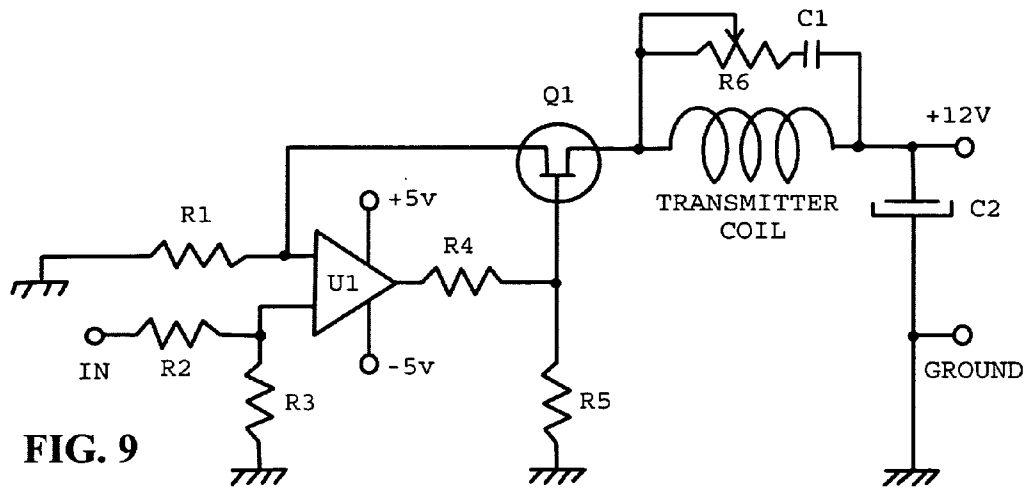 C1
R6
Q1
+12V
TRANSMITTER
COIL
C2
R1
+5v
U1
R4
IN
R2
-5v
R3
R5
GROUND
FIG. 9